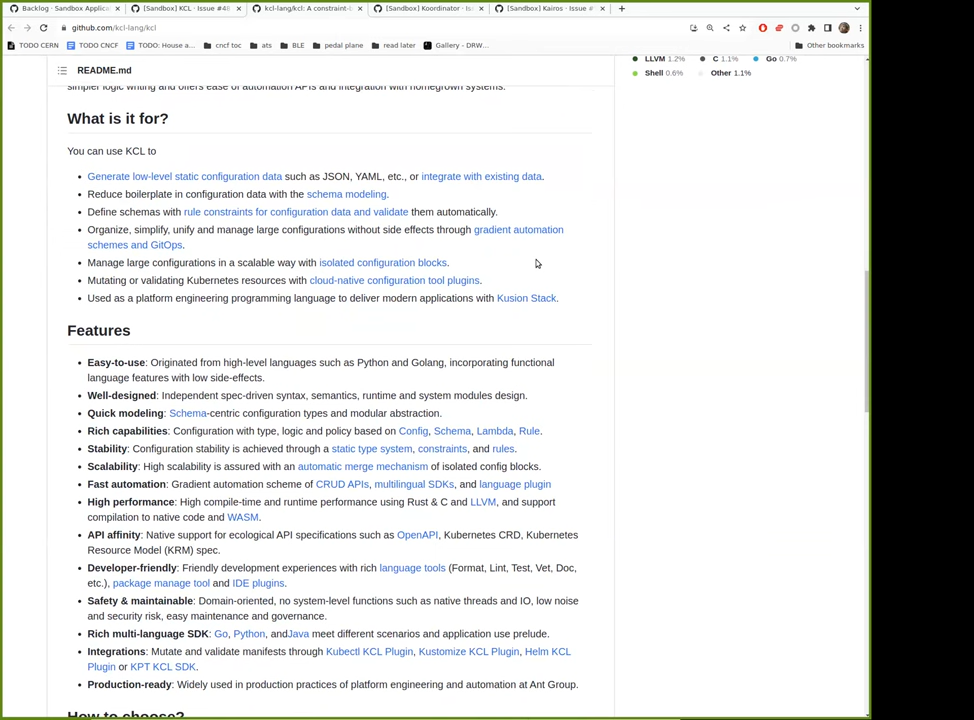 Backlog - Sandbox Applica
[Sandbox] KCL · Issue #48
kcl-lang/kcl: A constraint-b
[Sandbox] Koordinator · Iss
[Sandbox] Kairos · Issue #
github.com/kcl-lang/kcl
TODO CERN TODO CNCF TODO: House a... cncf toc ats BLE pedal plane read later Gallery - DRW... Other bookmarks
README.md
LLVM 1.2% C 1.1% Go 0.7%
Shell 0.6% Other 1.1%
simpler logic writing and offers ease of automation APIs and integration with homegrown systems.
What is it for?
You can use KCL to
Generate low-level static configuration data such as JSON, YAML, etc., or integrate with existing data.
Reduce boilerplate in configuration data with the schema modeling.
Define schemas with rule constraints for configuration data and validate them automatically.
Organize, simplify, unify and manage large configurations without side effects through gradient automation
schemes and GitOps.
Manage large configurations in a scalable way with isolated configuration blocks.
Mutating or validating Kubernetes resources with cloud-native configuration tool plugins.
Used as a platform engineering programming language to deliver modern applications with Kusion Stack.
Features
Easy-to-use: Originated from high-level languages such as Python and Golang, incorporating functional
language features with low side-effects.
Well-designed: Independent spec-driven syntax, semantics, runtime and system modules design.
Quick modeling: Schema-centric configuration types and modular abstraction.
Rich capabilities: Configuration with type, logic and policy based on Config, Schema, Lambda, Rule.
Stability: Configuration stability is achieved through a static type system, constraints, and rules.
Scalability: High scalability is assured with an automatic merge mechanism of isolated config blocks.
Fast automation: Gradient automation scheme of CRUD APIs, multilingual SDKs, and language plugin
High performance: High compile-time and runtime performance using Rust & C and LLVM, and support
compilation to native code and WASM.
API affinity: Native support for ecological API specifications such as OpenAPI, Kubernetes CRD, Kubernetes
Resource Model (KRM) spec.
Developer-friendly: Friendly development experiences with rich language tools (Format, Lint, Test, Vet, Doc,
etc.), package manage tool and IDE plugins.
Safety & maintainable: Domain-oriented, no system-level functions such as native threads and IO, low noise
and security risk, easy maintenance and governance.
Rich multi-language SDK: Go, Python, andJava meet different scenarios and application use prelude.
Integrations: Mutate and validate manifests through Kubectl KCL Plugin, Kustomize KCL Plugin, Helm KCL
Plugin or KPT KCL SDK.
Production-ready: Widely used in production practices of platform engineering and automation at Ant Group.
How to choose?